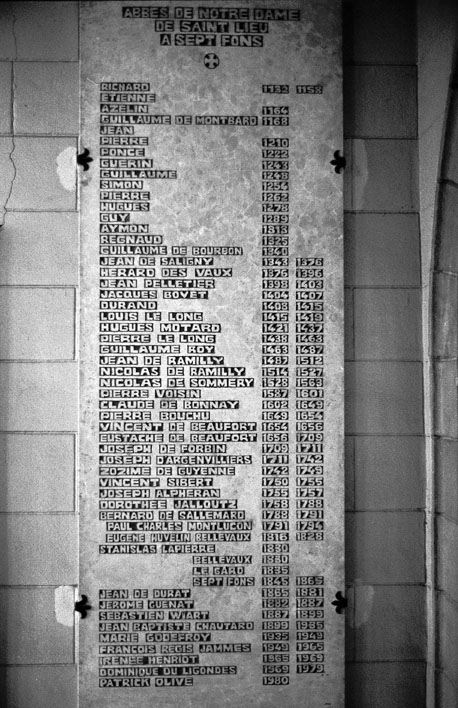 ABBES DE NOTRE DAME
DE SAINT LIEU
A SEPT FONS
RICHARD 1132 1158
ETIENNE
AZELIN 1164
GUILLAUME DE MONTBARD 1168
JEAN
PIERRE 1210
PONCE 1222
GUERIN 1243
GUILLAUME 1248
SIMON 1254
PIERRE 1262
HUGUES 1278
GUY 1289
AYMON 1313
REGNAUD 1325
GUILLAUME DE BOURBON 1340
JEAN DE SALIGNY 1343 1376
HERARD DES VAUX 1376 1396
JEAN PELLETIER 1398 1403
JACQUES BOVET 1404 1407
DURAND 1408 1415
LOUIS LE LONG 1415 1419
HUGUES MOTARD 1421 1437
PIERRE LE LONG 1438 1463
GUILLAUME ROY 1463 1487
JEAN DE RAMILLY 1487 1512
NICOLAS DE RAMILLY 1514 1527
NICOLAS DE SOMMERY 1528 1563
PIERRE VOISIN 1587 1601
CLAUDE DE BONNAY 1602 1649
PIERRE BOUCHU 1649 1654
VINCENT DE BEAUFORT 1654 1656
EUSTACHE DE BEAUFORT 1656 1709
JOSEPH DE FORBIN 1709 1711
JOSEPH D'ARGENVILLIERS 1711 1742
ZOZIME DE GUYENNE 1742 1749
VINCENT SIBERT 1750 1755
JOSEPH ALPHERAN 1755 1757
DOROTHEE JALLOUTZ 1758 1788
BERNARD DE SALLEMARD 1788 1791
PAUL CHARLES MONTLUCON 1791 1794
EUGENE HUVELIN BELLEVAUX 1816 1828
STANISLAS LAPIERRE 1830
BELLEVAUX 1830
LE GARD
SEPT FONS 1845 1865
JEAN DE DURAT 1865 1881
JEROME GUENAT 1882 1887
SEBASTIEN WYART 1887 1899
JEAN BAPTISTE CHAUTARD 1899 1935
MARIE GODEFROY 1935 1949
FRANÇOIS REGIS JAMMES 1949 1965
IRENEE HENRIOT 1965 1969
DOMINIQUE DU LIGONDES 1969 1979
PATRICK OLIVE 1980